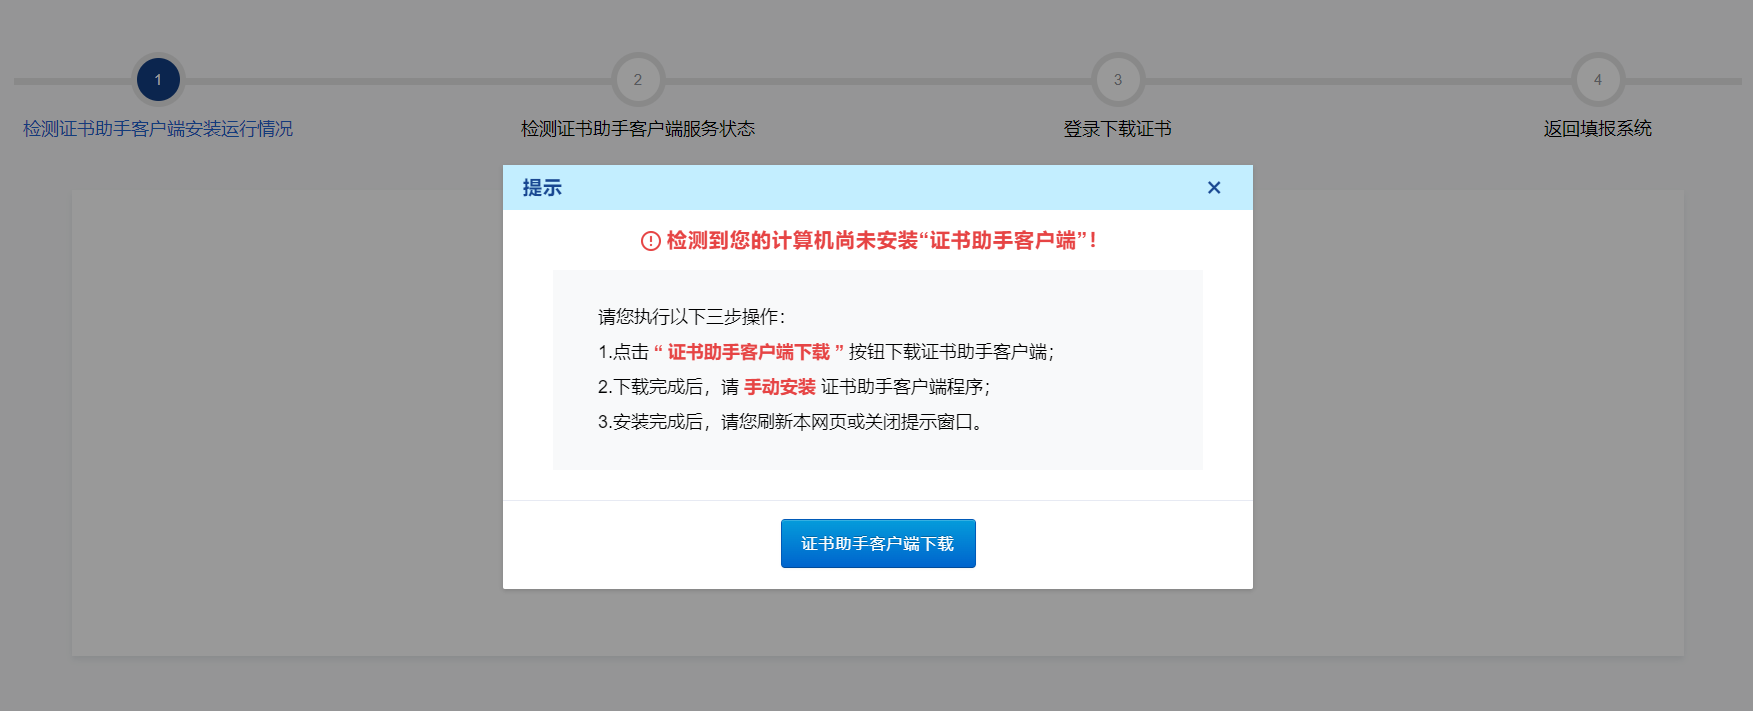 1
2
3
4
检测证书助手客户端安装运行情况
检测证书助手客户端服务状态
登录下载证书
返回填报系统
提示
检测到您的计算机尚未安装“证书助手客户端”！
请您执行以下三步操作：
1.点击 “ 证书助手客户端下载 ” 按钮下载证书助手客户端；
2.下载完成后，请 手动安装 证书助手客户端程序；
3.安装完成后，请您刷新本网页或关闭提示窗口。
证书助手客户端下载